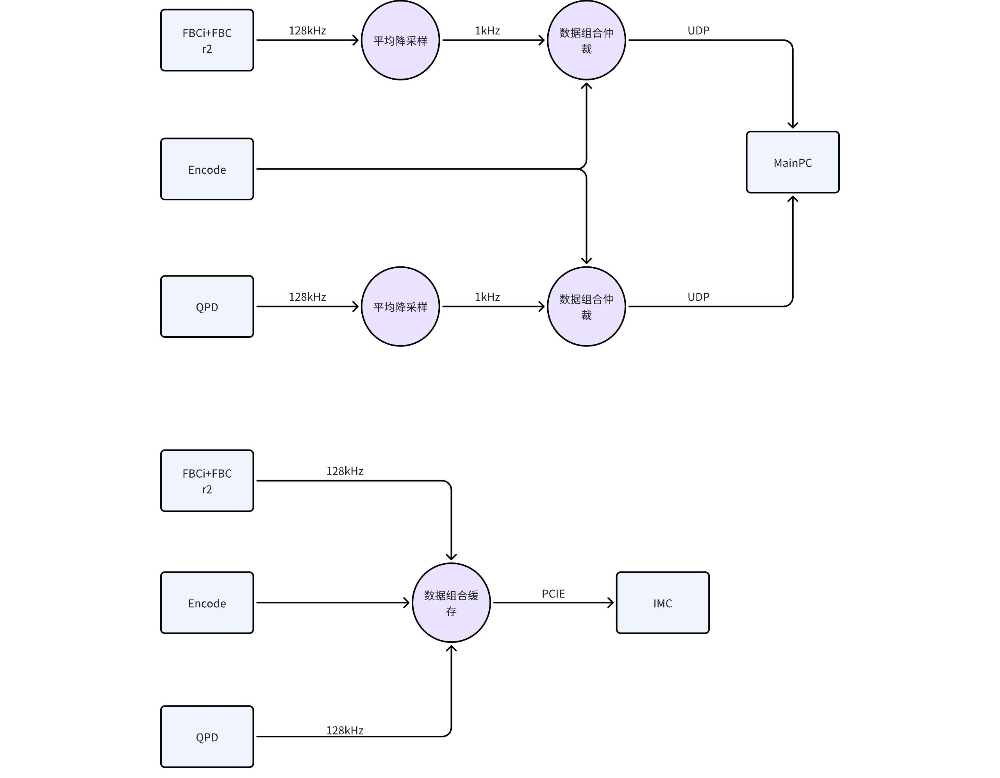 FBCi+FBC
r2
128kHz
平均降采样
1kHz
数据组合仲
裁
UDP
Encode
MainPC
QPD
128kHz
平均降采样
1kHz
数据组合仲
裁
UDP
FBCi+FBC
r2
128kHz
Encode
数据组合缓
存
PCIE
IMC
QPD
128kHz